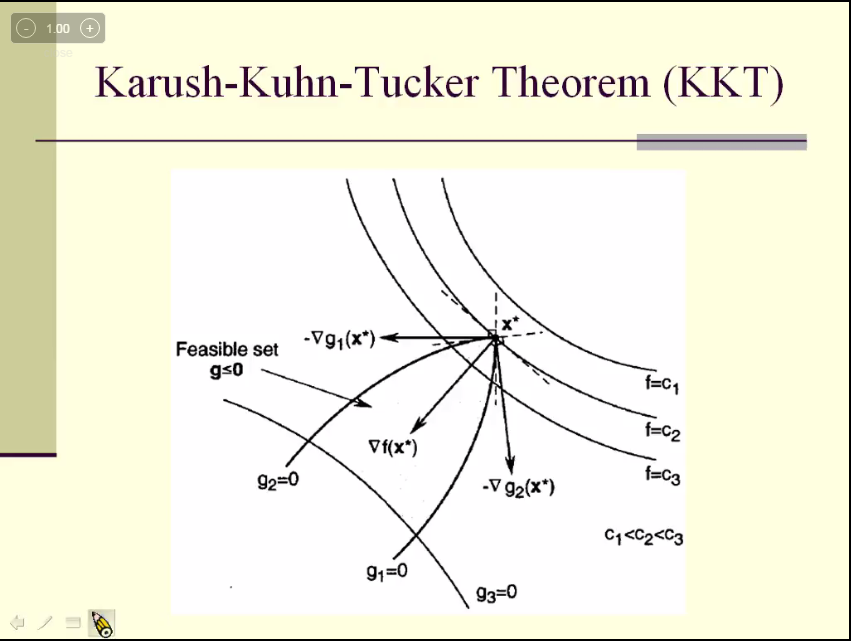 - 1.00 +
Karush-Kuhn-Tucker Theorem (KKT)
x*
-∇g₁(x*)
Feasible set
g≤0
f=c₁
f=c₂
∇f(x*)
f=c₃
g₂=0
-∇ g₂(x*)
c₁<c₂<c₃
g₁=0
g₃=0